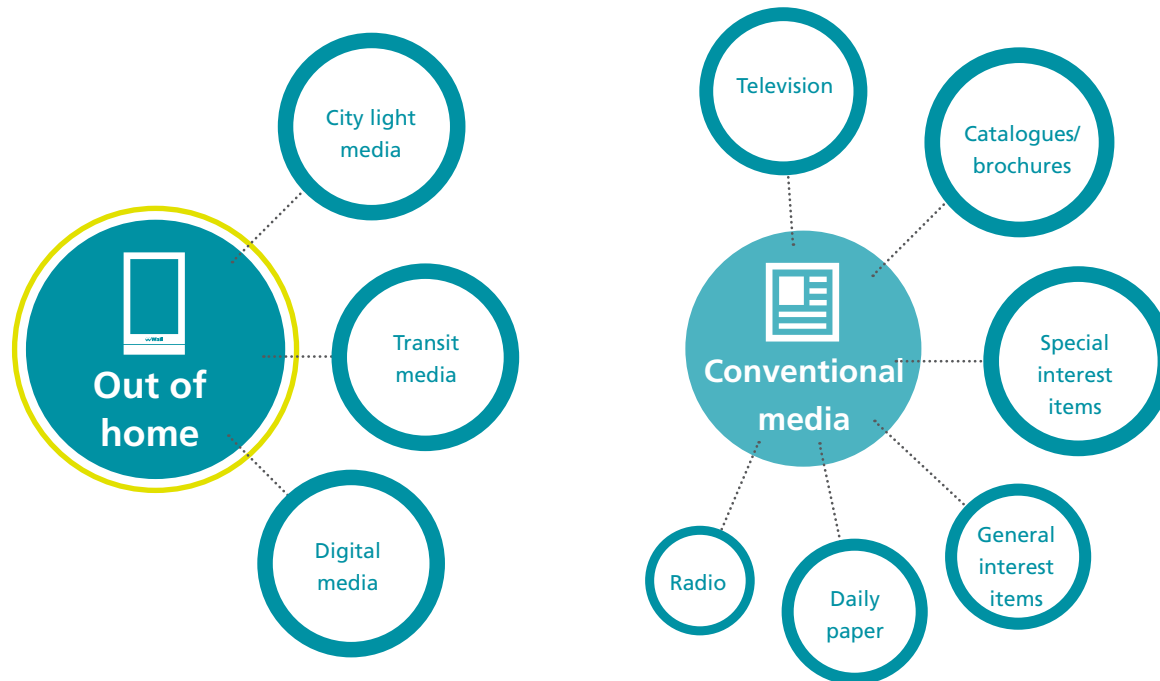 City light
media
Transit
media
Digital
media
Wall
Out of
home
Television
Catalogues/
brochures
Special
interest
items
General
interest
items
Daily
paper
Radio
Conventional
media